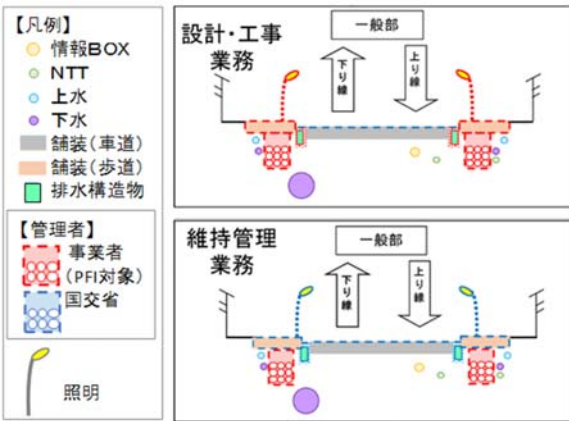 【凡例】
情報BOX
NTT
上水
下水
舗装(車道)
舗装(歩道)
排水構造物
【管理者】
事業者
(PFI対象)
国交省
照明
設計・工事
業務
一般部
下り線
上り線
維持管理
業務
一般部
下り線
上り線